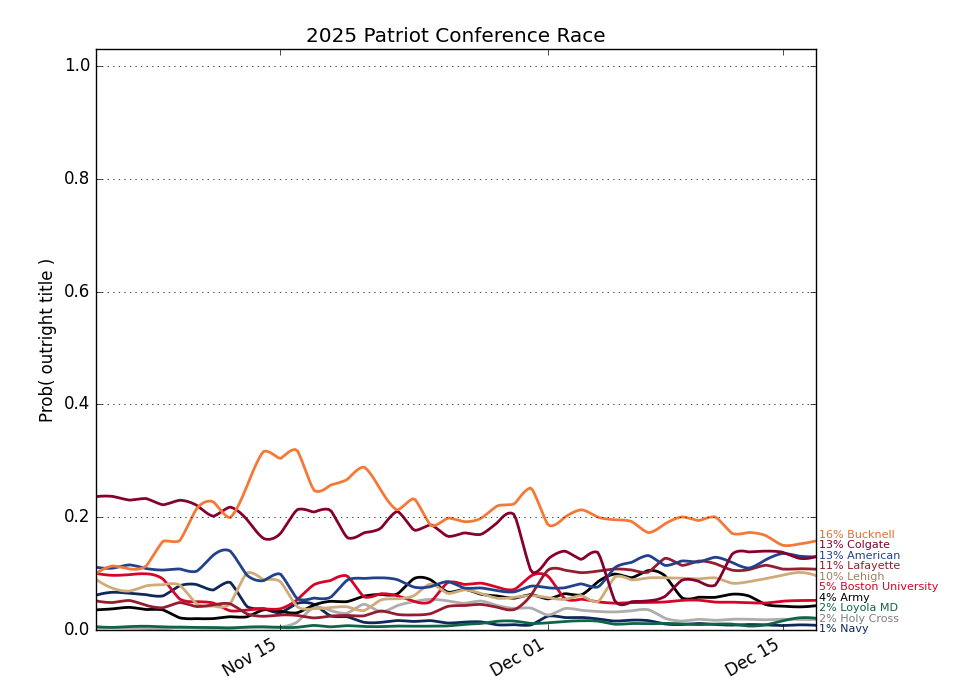 2025 Patriot Conference Race
Prob( outright title )
1.0
0.8
0.6
0.4
0.2
0.0
Nov 15
Dec 01
Dec 15
16% Bucknell
13% Colgate
13% American
11% Lafayette
10% Lehigh
5% Boston University
4% Army
2% Loyola MD
2% Holy Cross
1% Navy